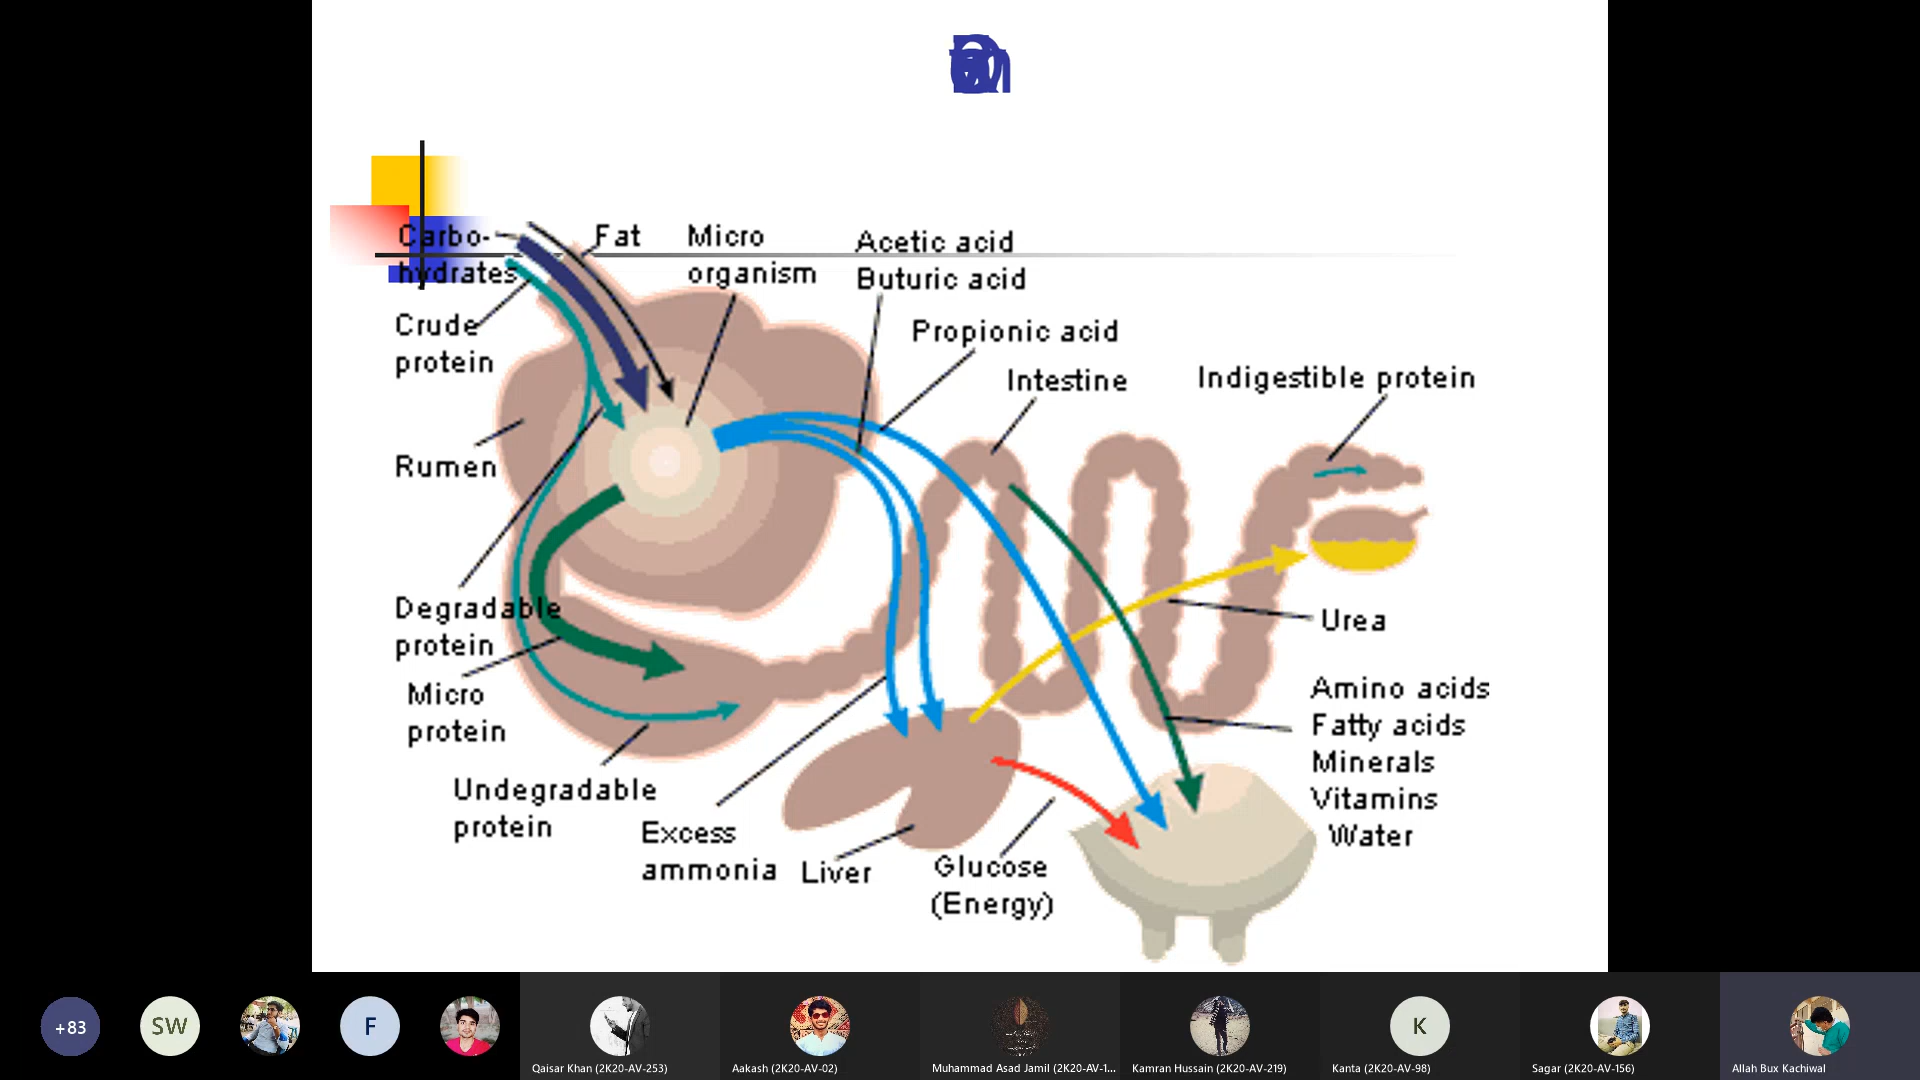 Carbo-
hydrates
Fat
Micro
organism
Acetic acid
Buturic acid
Crude
protein
Propionic acid
Intestine
Indigestible protein
Rumen
Degradable
protein
Urea
Micro
protein
Amino acids
Fatty acids
Minerals
Vitamins
Water
Undegradable
protein
Excess
ammonia
Liver
Glucose
(Energy)
+83
SW
F
K
Qaisar Khan (2K20-AV-253)
Aakash (2K20-AV-02)
Muhammad Asad Jamil (2K20-AV-1...
Kamran Hussain (2K20-AV-219)
Kanta (2K20-AV-98)
Sagar (2K20-AV-156)
Allah Bux Kachiwal